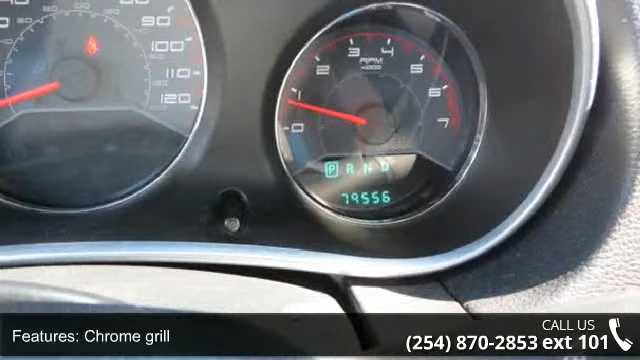 80
90
100
110
120
0
1
2
3
4
5
6
7
RPM
x1000
P R N D
79556
Features: Chrome grill
CALL US
(254) 870-2853 ext 101